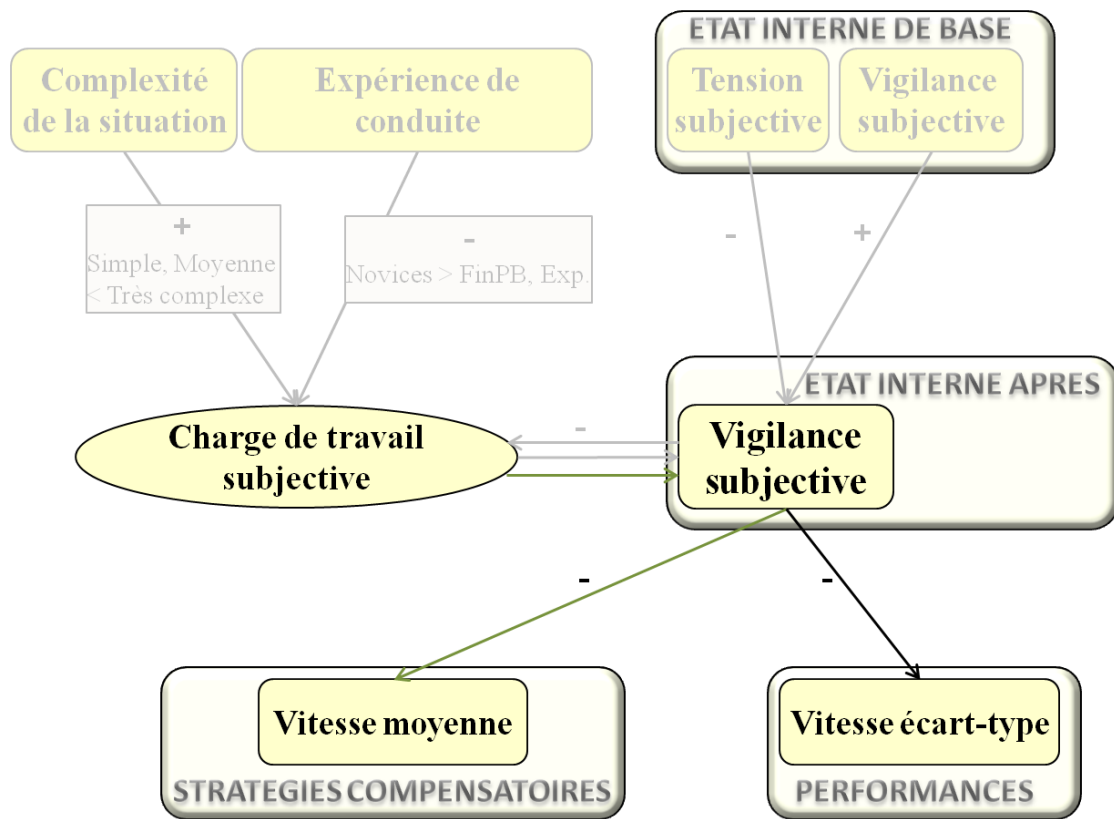 ETAT INTERNE DE BASE
Complexité
de la situation
Expérience de
conduite
Tension
subjective
Vigilance
subjective
+
Simple, Moyenne
< Très complexe
-
Novices > FinPB, Exp.
-
+
ETAT INTERNE APRES
Charge de travail
subjective
-
Vigilance
subjective
-
-
Vitesse moyenne
STRATEGIES COMPENSATOIRES
Vitesse écart-type
PERFORMANCES